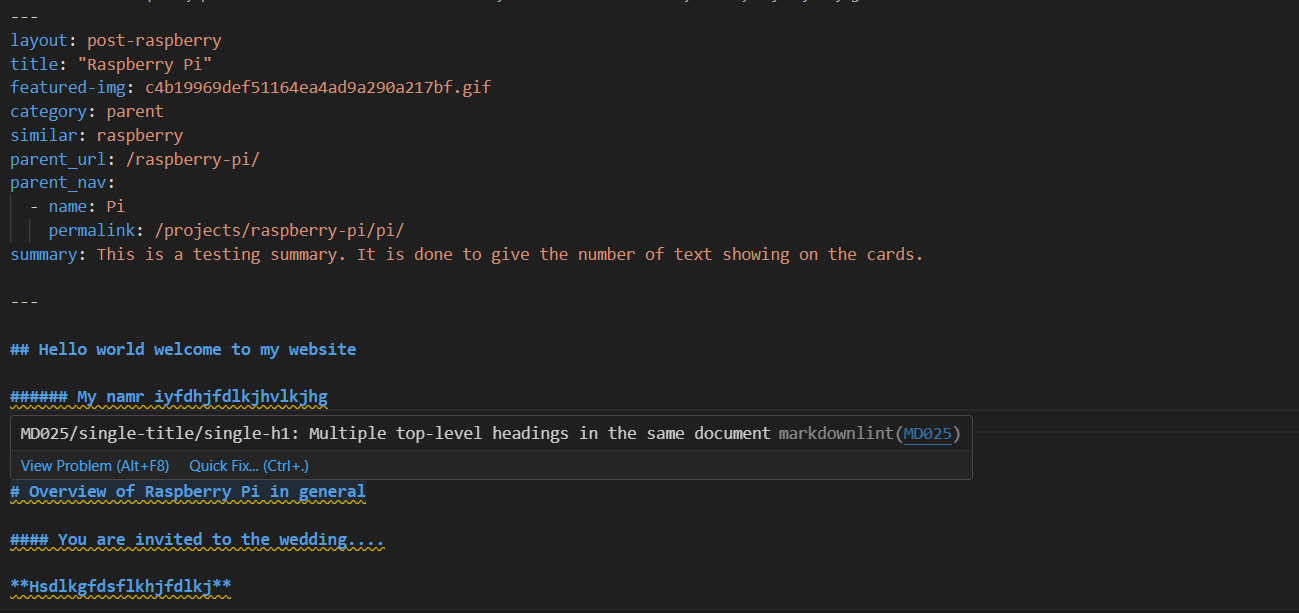 ---
layout: post-raspberry
title: "Raspberry Pi"
featured-img: c4b19969def51164ea4ad9a290a217bf.gif
category: parent
similar: raspberry
parent_url: /raspberry-pi/
parent_nav:
  - name: Pi
    permalink: /projects/raspberry-pi/pi/
summary: This is a testing summary. It is done to give the number of text showing on the cards.
---
## Hello world welcome to my website
###### My namr iyfdhjfdlkjhvlkjhg
MD025/single-title/single-h1: Multiple top-level headings in the same document markdownlint(MD025)
View Problem (Alt+F8) Quick Fix... (Ctrl+.)
# Overview of Raspberry Pi in general
#### You are invited to the wedding....
**Hsdlkgfdsflkhjfdlkj**